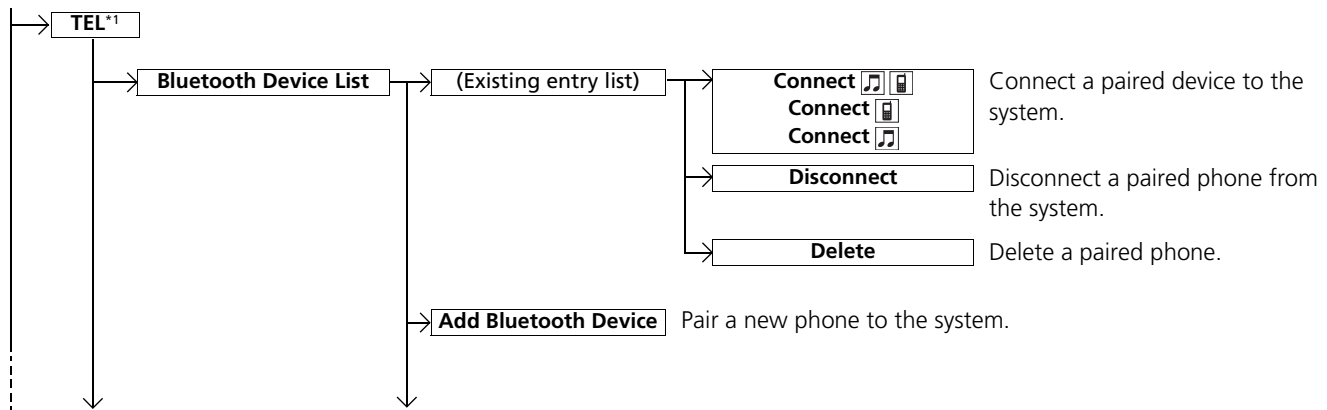 TEL*1
Bluetooth Device List
(Existing entry list)
Connect
Connect
Connect
Connect a paired device to the
system.
Disconnect
Disconnect a paired phone from
the system.
Delete
Delete a paired phone.
Add Bluetooth Device
Pair a new phone to the system.